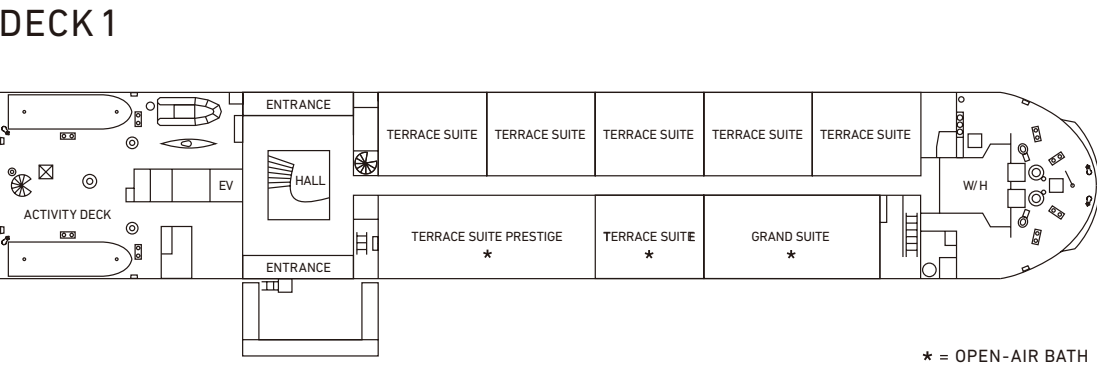 DECK 1
ENTRANCE
TERRACE SUITE
TERRACE SUITE
TERRACE SUITE
TERRACE SUITE
TERRACE SUITE
EV
HALL
W/H
ACTIVITY DECK
TERRACE SUITE PRESTIGE
*
TERRACE SUITE
*
GRAND SUITE
*
ENTRANCE
* = OPEN-AIR BATH